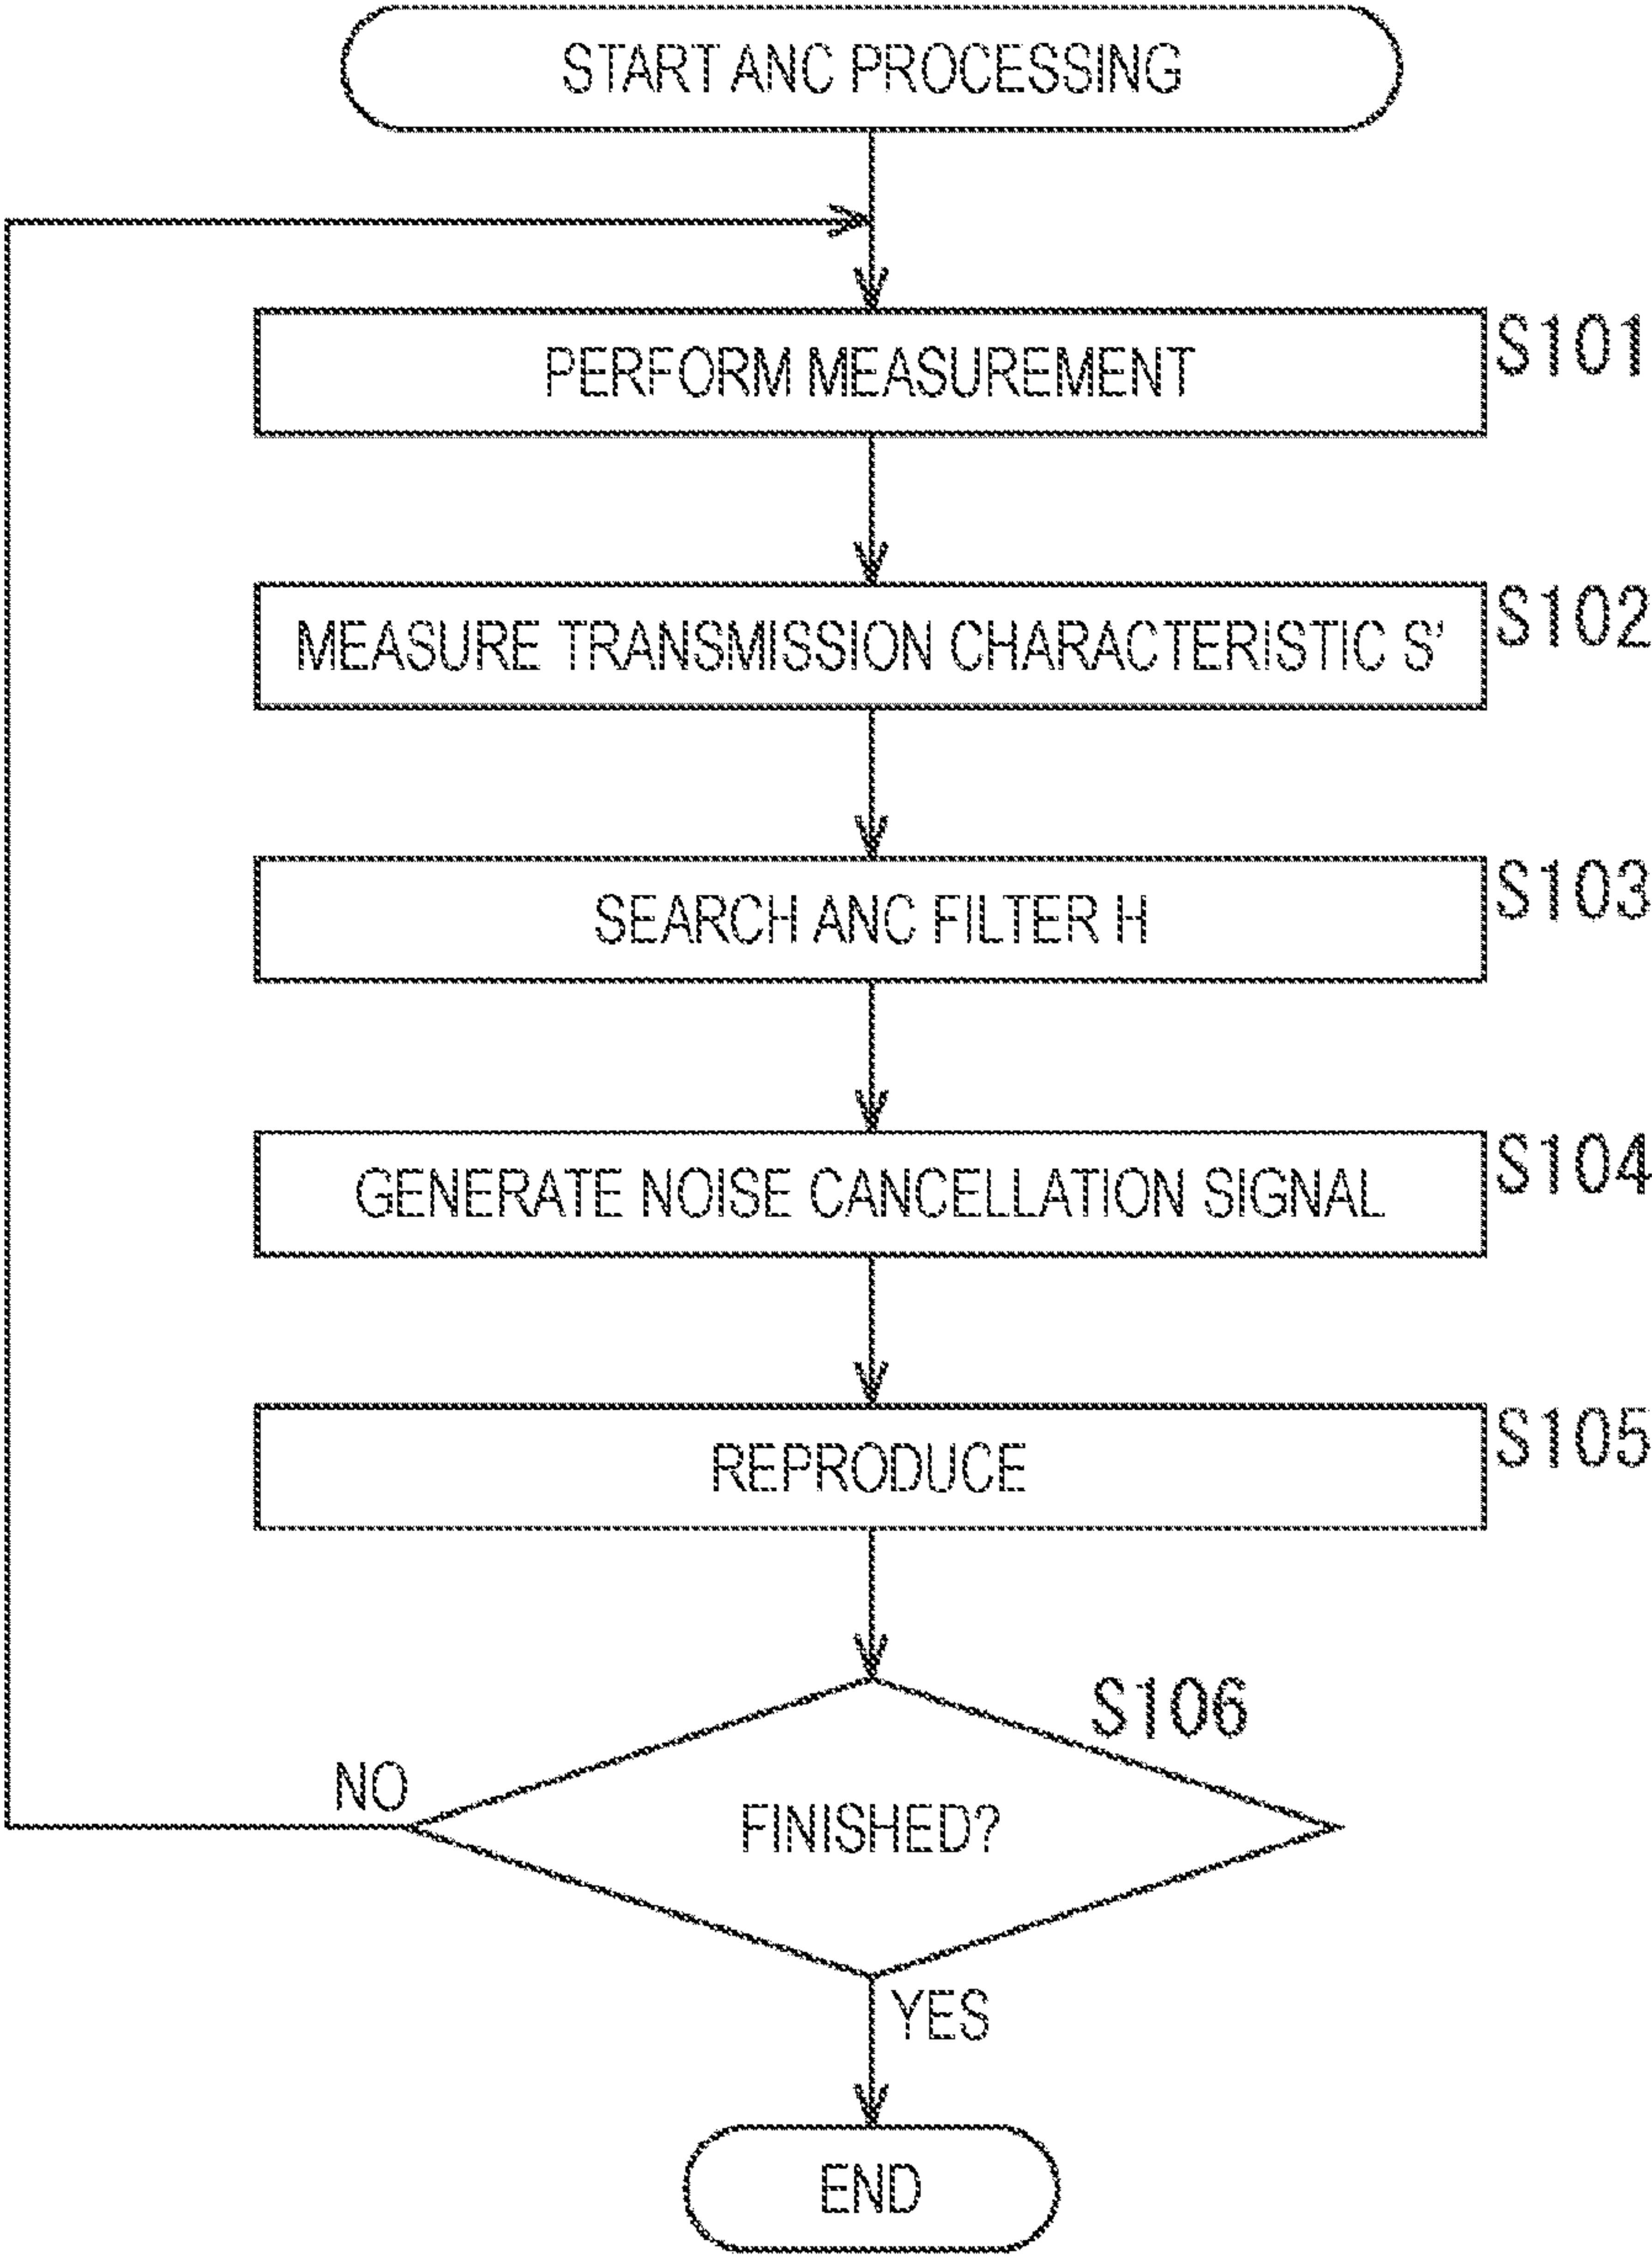 START ANC PROCESSING
PERFORM MEASUREMENT
S101
MEASURE TRANSMISSION CHARACTERISTIC S'
S102
SEARCH ANC FILTER H
S103
GENERATE NOISE CANCELLATION SIGNAL
S104
REPRODUCE
S105
S106
NO
FINISHED?
YES
END